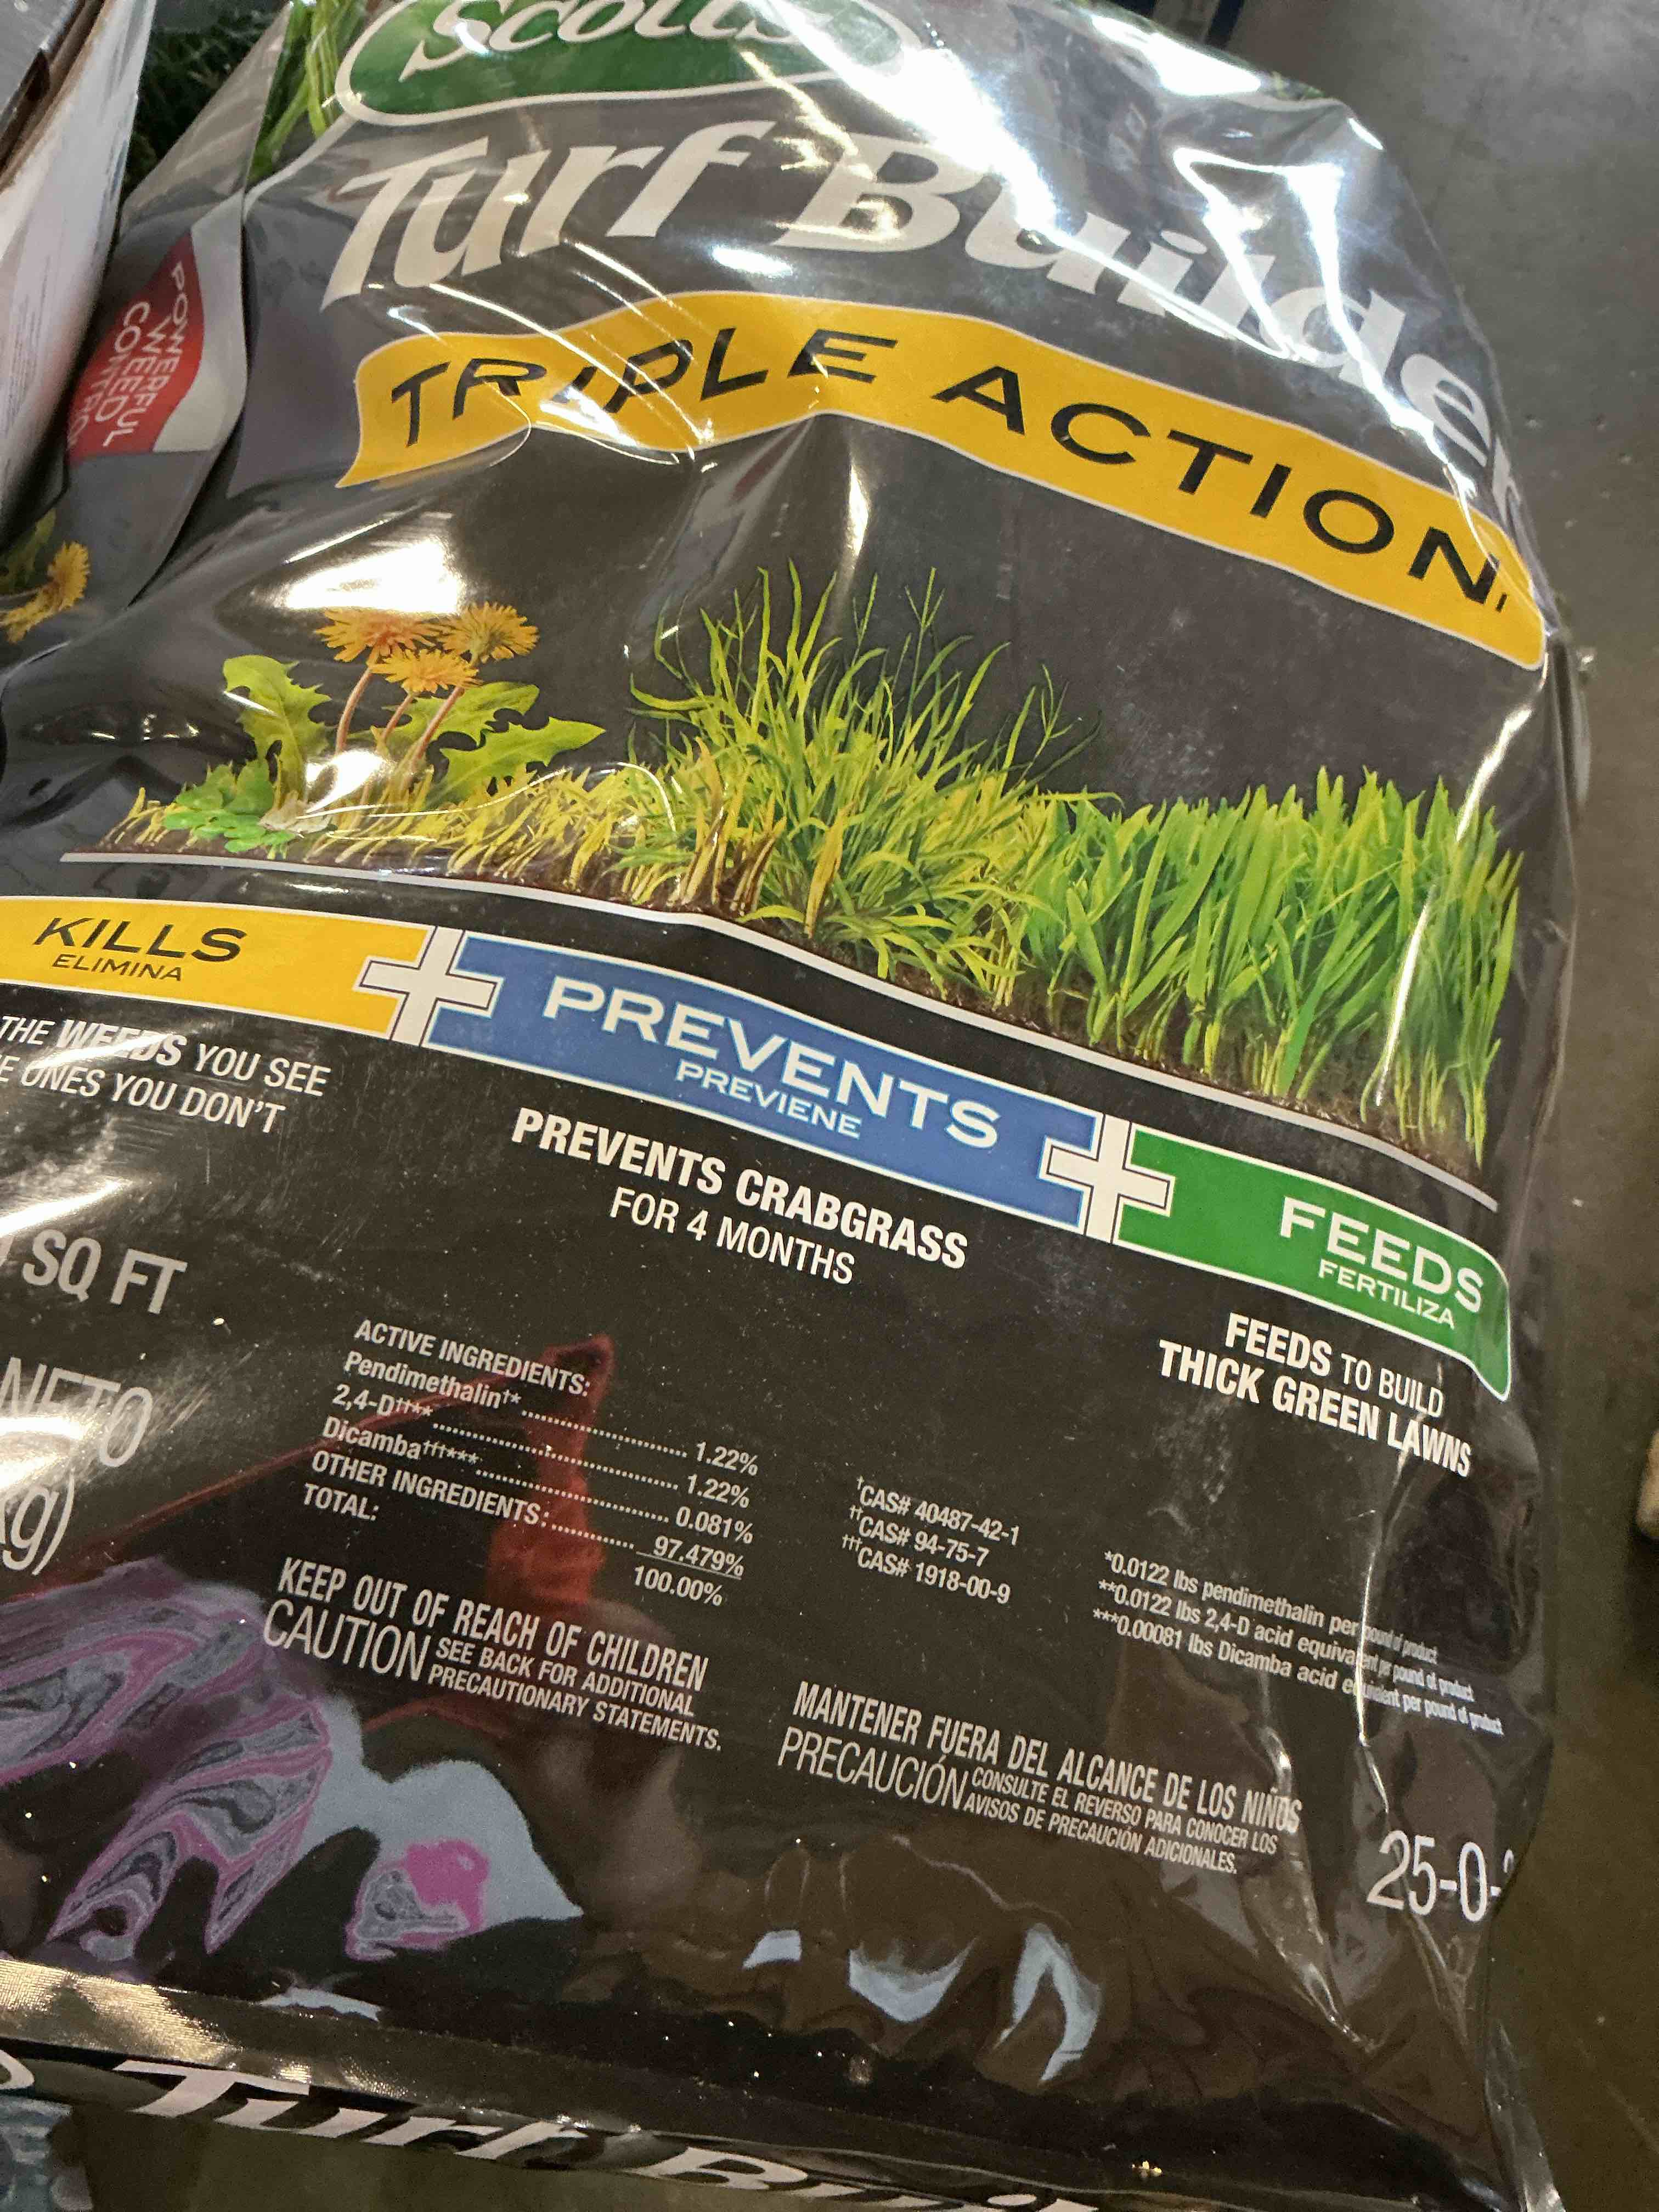 Scotts
Turf Builder
TRIPLE ACTION
POWERFUL
WEED
CONTROL
KILLS
ELIMINA
THE WEEDS YOU SEE
ONES YOU DON'T
PREVENTS
PREVIENE
PREVENTS CRABGRASS
FOR 4 MONTHS
FEEDS
FERTILIZA
FEEDS TO BUILD
THICK GREEN LAWNS
SQ FT
NETO
kg)
ACTIVE INGREDIENTS:
Pendimethalin†*........................ 1.22%
2,4-D††**........................ 1.22%
Dicamba†††***........................ 0.081%
OTHER INGREDIENTS:........................ 97.479%
TOTAL: 100.00%
†CAS# 40487-42-1
††CAS# 94-75-7
†††CAS# 1918-00-9
*0.0122 lbs pendimethalin per pound of product
**0.0122 lbs 2,4-D acid equivalent per pound of product
***0.00081 lbs Dicamba acid equivalent per pound of product
KEEP OUT OF REACH OF CHILDREN
CAUTION SEE BACK FOR ADDITIONAL
PRECAUTIONARY STATEMENTS.
MANTENER FUERA DEL ALCANCE DE LOS NIÑOS
PRECAUCIÓN CONSULTE EL REVERSO PARA CONOCER LOS
AVISOS DE PRECAUCIÓN ADICIONALES.
25-0-
Turf Buil